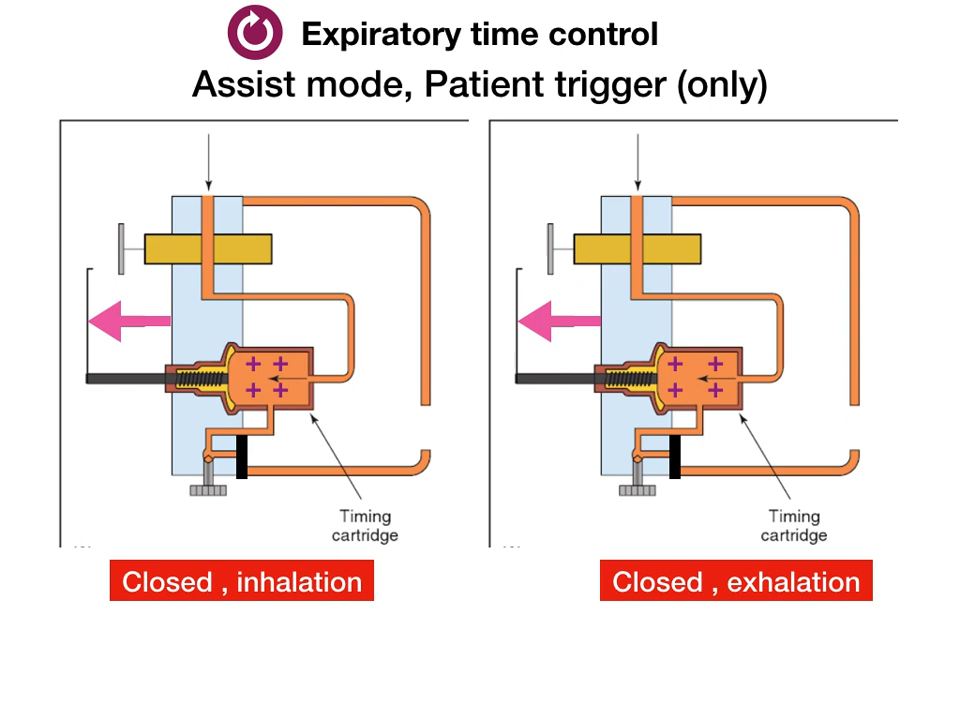 Expiratory time control
Assist mode, Patient trigger (only)
Timing
cartridge
Timing
cartridge
Closed , inhalation
Closed , exhalation